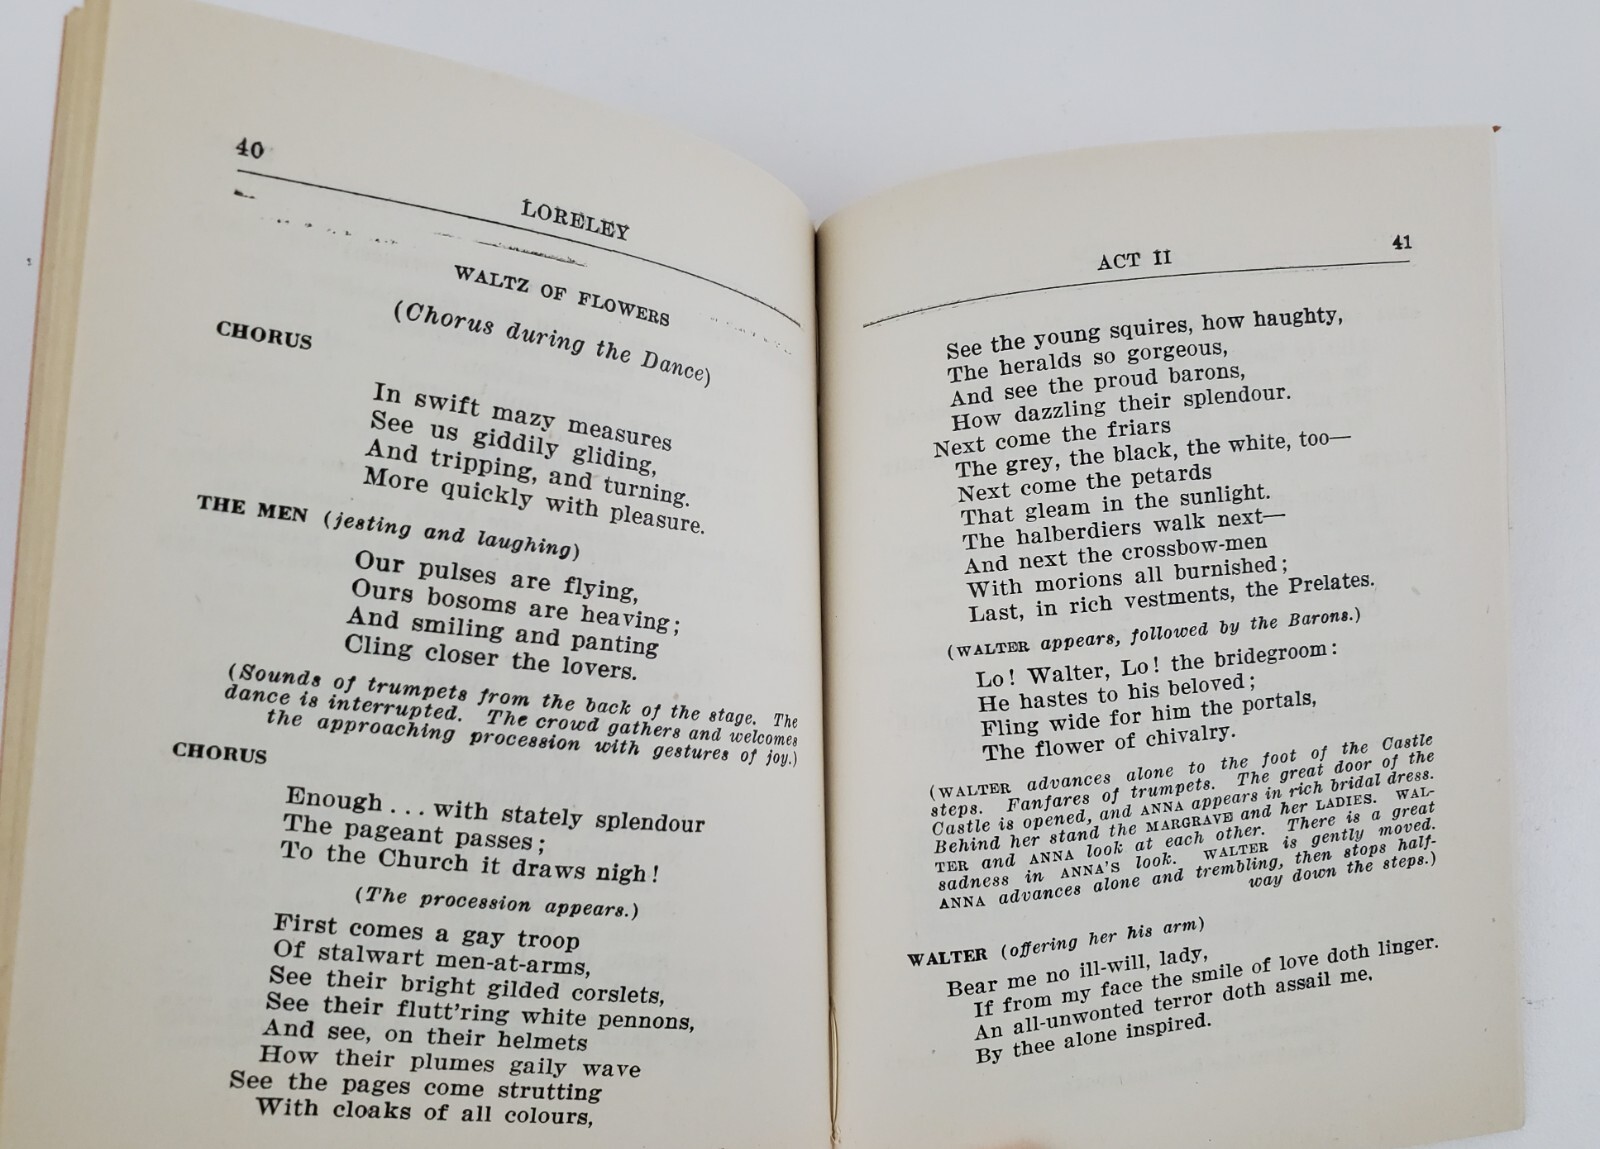 40
LORELEY
WALTZ OF FLOWERS
(Chorus during the Dance)
CHORUS
In swift mazy measures
See us giddily gliding,
And tripping, and turning.
More quickly with pleasure.
THE MEN (jesting and laughing)
Our pulses are flying,
Ours bosoms are heaving;
And smiling and panting
Cling closer the lovers.
(Sounds of trumpets from the back of the stage. The
dance is interrupted. The crowd gathers and welcomes
the approaching procession with gestures of joy.)
CHORUS
Enough . . . with stately splendour
The pageant passes;
To the Church it draws nigh!
(The procession appears.)
First comes a gay troop
Of stalwart men-at-arms,
See their bright gilded corslets,
See their flutt'ring white pennons,
And see, on their helmets
How their plumes gaily wave
See the pages come strutting
With cloaks of all colours,
ACT II
41
See the young squires, how haughty,
The heralds so gorgeous,
And see the proud barons,
How dazzling their splendour.
Next come the friars
The grey, the black, the white, too—
Next come the petards
That gleam in the sunlight.
The halberdiers walk next—
And next the crossbow-men
With morions all burnished;
Last, in rich vestments, the Prelates.
(WALTER appears, followed by the Barons.)
Lo! Walter, Lo! the bridegroom:
He hastes to his beloved;
Fling wide for him the portals,
The flower of chivalry.
(WALTER advances alone to the foot of the Castle
steps. Fanfares of trumpets. The great door of the
Castle is opened, and ANNA appears in rich bridal dress.
Behind her stand the MARGRAVE and her LADIES. WAL-
TER and ANNA look at each other. There is a great
sadness in ANNA'S look. WALTER is gently moved.
ANNA advances alone and trembling, then stops half-
way down the steps.)
WALTER (offering her his arm)
Bear me no ill-will, lady,
If from my face the smile of love doth linger.
An all-unwonted terror doth assail me.
By thee alone inspired.